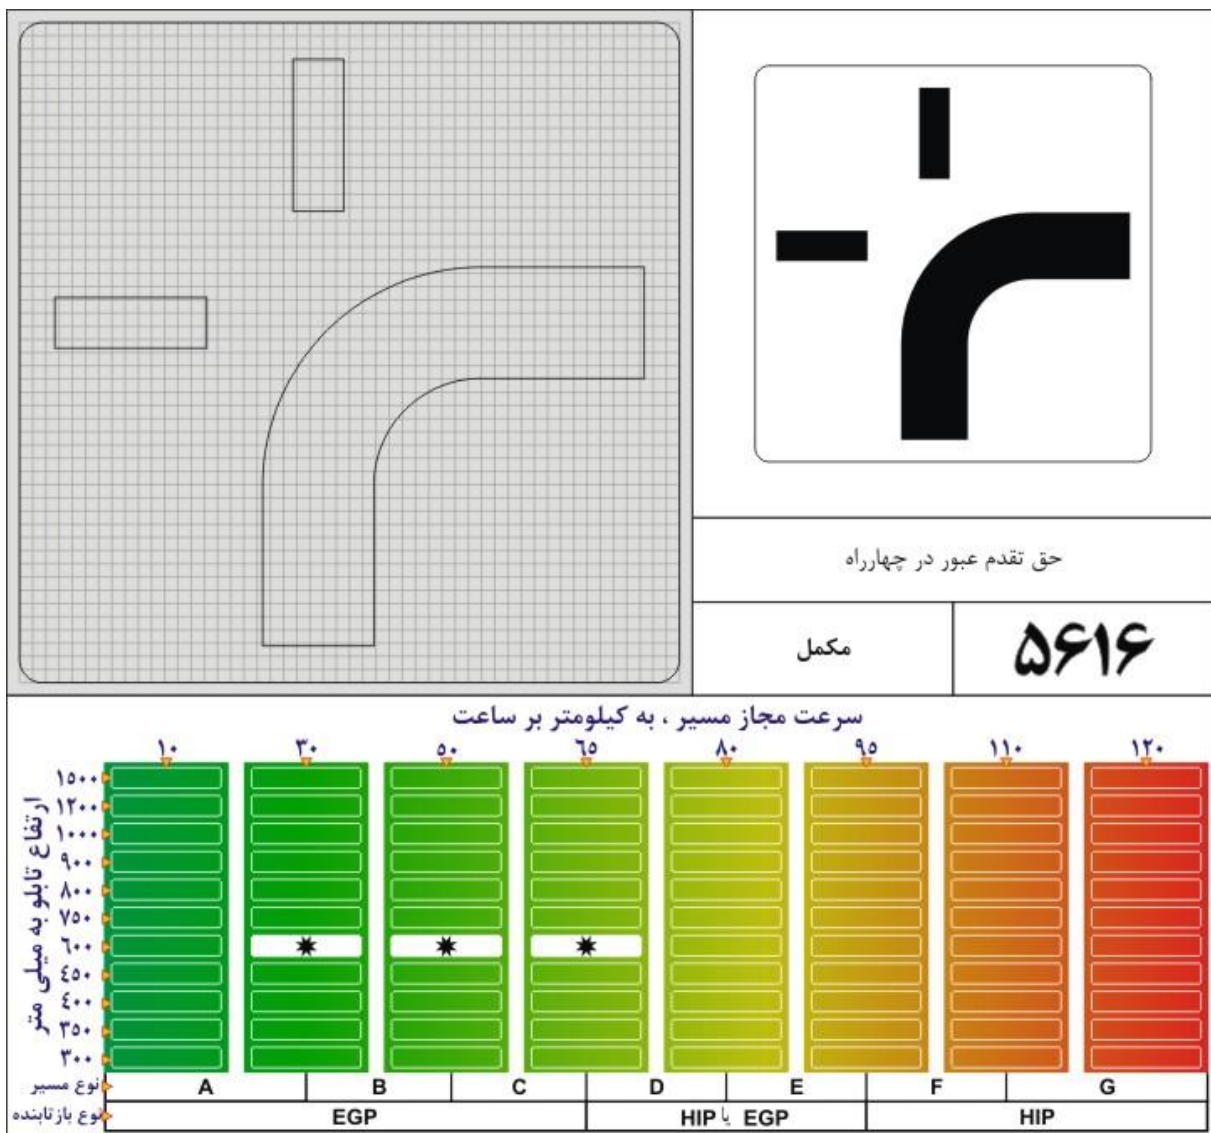 حق تقدم عبور در چهارراه
۵۶۱۶
مکمل
سرعت مجاز مسیر ، به کیلومتر بر ساعت
۱۰ ۳۰ ۵۰ ۶۵ ۸۰ ۹۵ ۱۱۰ ۱۲۰
ارتفاع تابلو به میلی متر
۱۵۰۰
۱۲۰۰
۱۰۰۰
۹۰۰
۸۰۰
۷۵۰
۶۰۰
۴۵۰
۴۰۰
۳۵۰
۳۰۰
نوع مسیر A B C D E F G
نوع بازتابنده EGP HIP یا EGP HIP